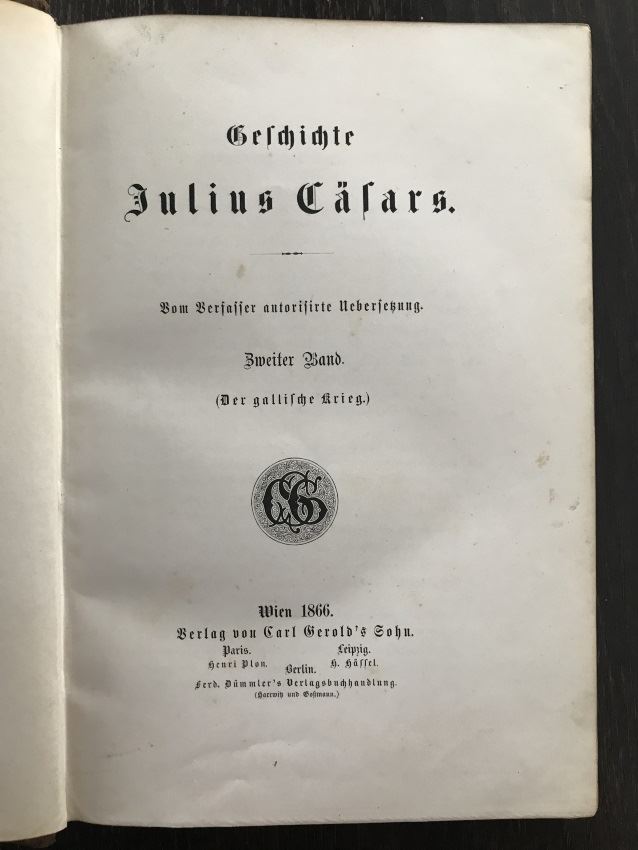 Geschichte
Julius Cäsars.
Vom Verfasser autorisirte Uebersetzung.
Zweiter Band.
(Der gallische Krieg.)
CGS
Wien 1866.
Verlag von Carl Gerold's Sohn.
Paris. Leipzig.
Henri Plon. H. Hässel.
Berlin.
Ferd. Dümmler's Verlagsbuchhandlung.
(Harrwitz und Goßmann.)